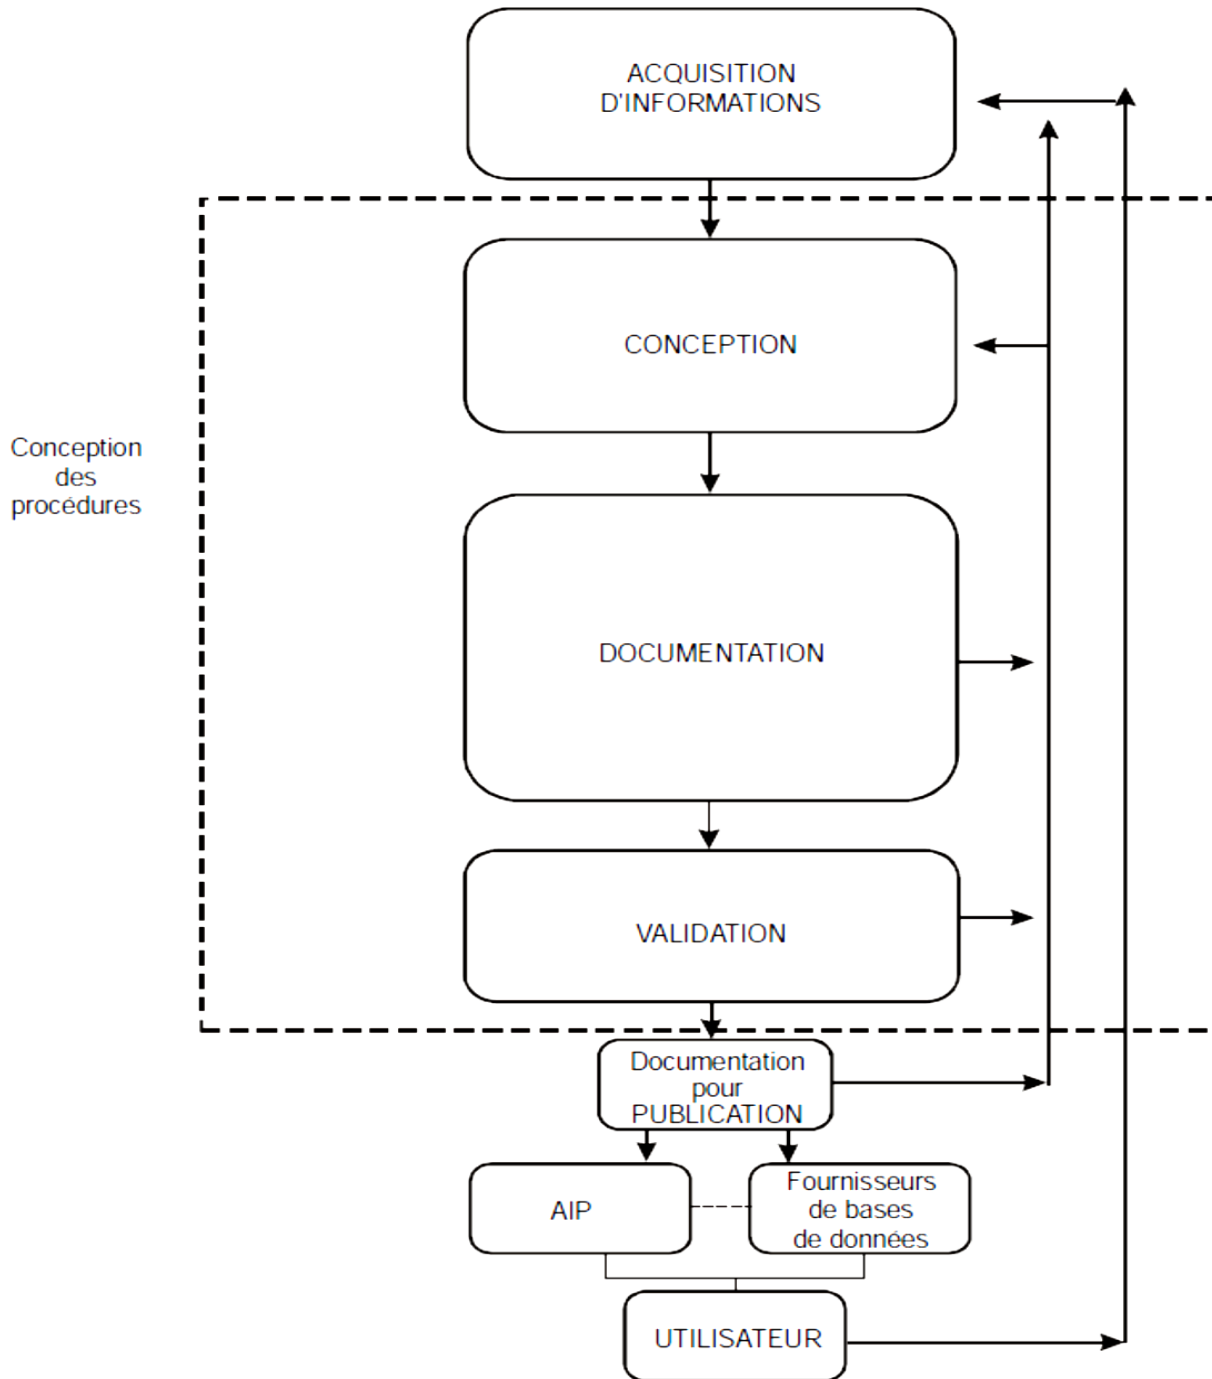 ACQUISITION
D'INFORMATIONS
CONCEPTION
Conception
des
procédures
DOCUMENTATION
VALIDATION
Documentation
pour
PUBLICATION
AIP
Fournisseurs
de bases
de données
UTILISATEUR